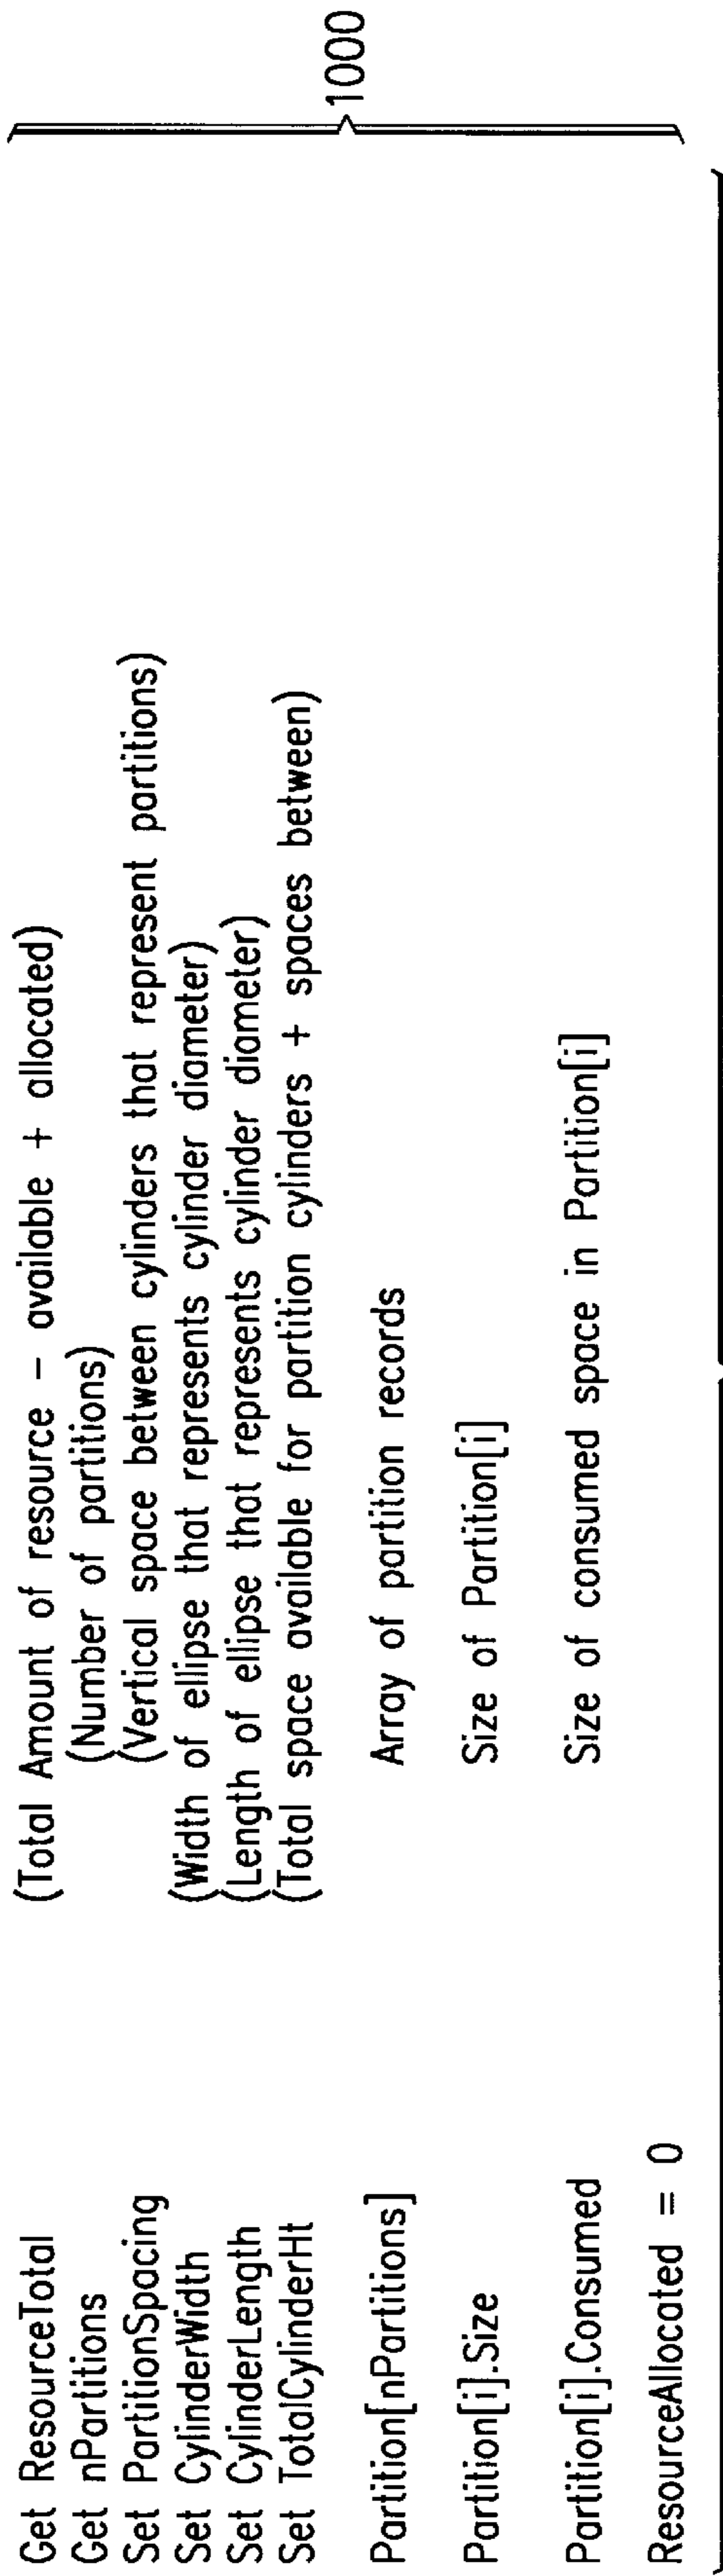 Get ResourceTotal (Total Amount of resource - available + allocated)
Get nPartitions (Number of partitions)
Set PartitionSpacing (Vertical space between cylinders that represent partitions)
Set CylinderWidth (Width of ellipse that represents cylinder diameter)
Set CylinderLength (Length of ellipse that represents cylinder diameter)
Set TotalCylinderHt (Total space available for partition cylinders + spaces between)
Partition[nPartitions] Array of partition records
Partition[i].Size Size of Partition[i]
Partition[i].Consumed Size of consumed space in Partition[i]
ResourceAllocated = 0
1000